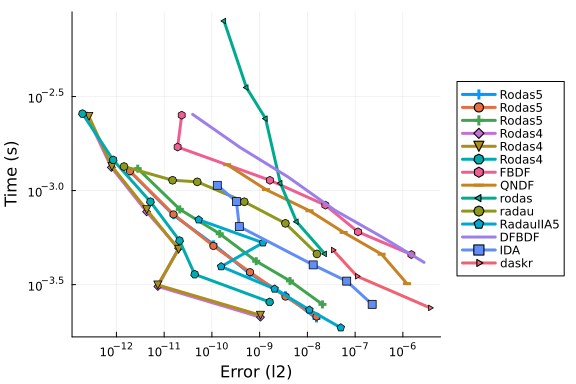 10⁻²·⁵
10⁻³·⁰
10⁻³·⁵
Time (s)
10⁻¹² 10⁻¹¹ 10⁻¹⁰ 10⁻⁹ 10⁻⁸ 10⁻⁷ 10⁻⁶
Error (l2)
Rodas5
Rodas5
Rodas5
Rodas4
Rodas4
Rodas4
FBDF
QNDF
rodas
radau
RadauIIA5
DFBDF
IDA
daskr